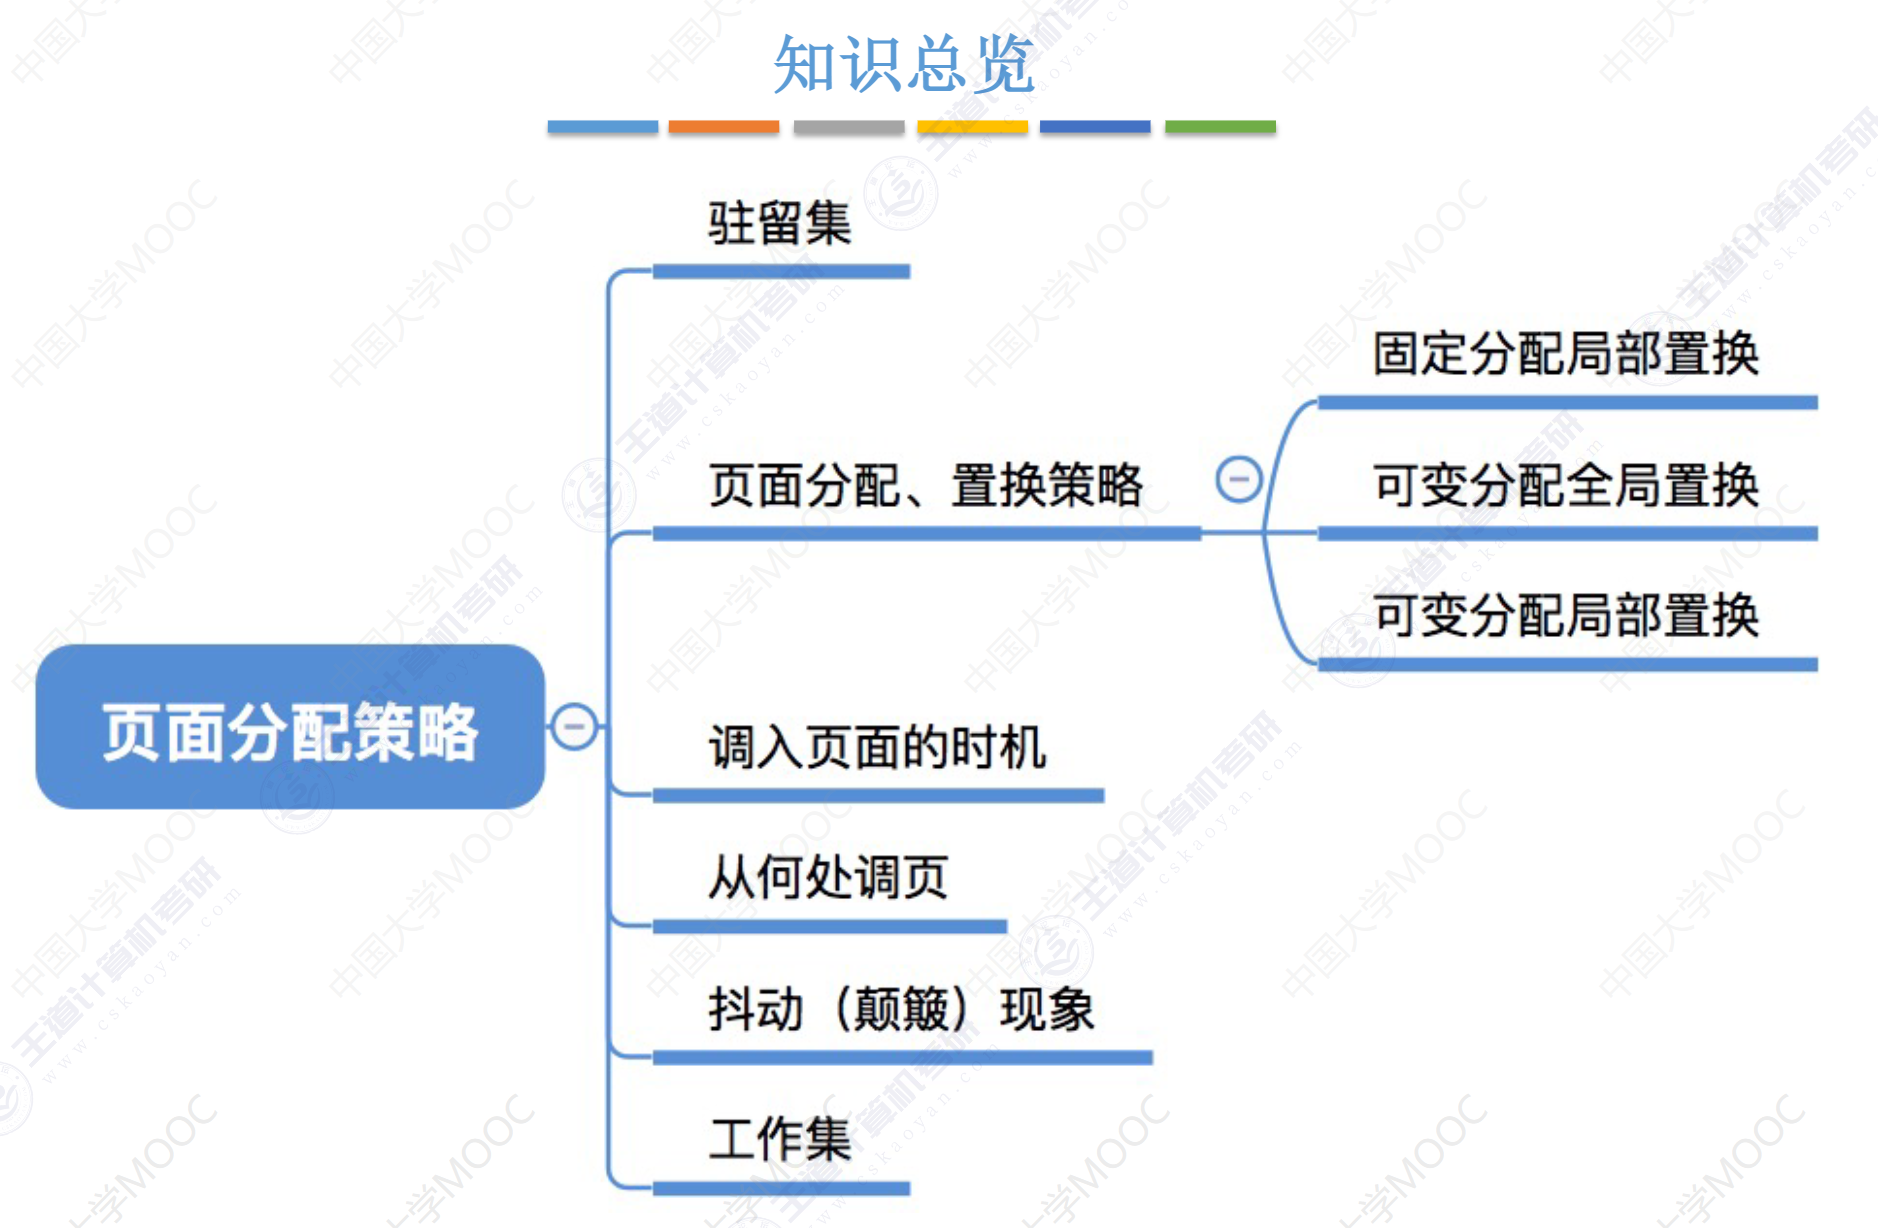 知识总览
驻留集
固定分配局部置换
页面分配、置换策略
可变分配全局置换
可变分配局部置换
页面分配策略
调入页面的时机
从何处调页
抖动（颠簸）现象
工作集
中国大学MOOC
王道计算机考研
www.cskaoyan.com